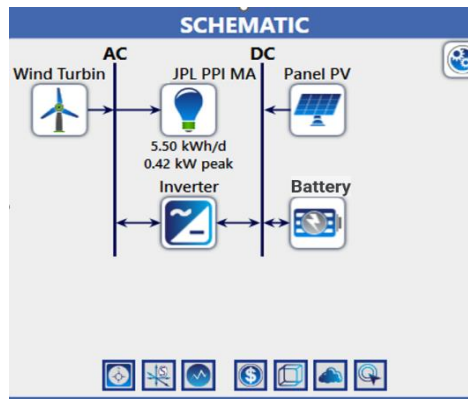 SCHEMATIC
AC
DC
Wind Turbin
JPL PPI MA
Panel PV
5.50 kWh/d
0.42 kW peak
Inverter
Battery